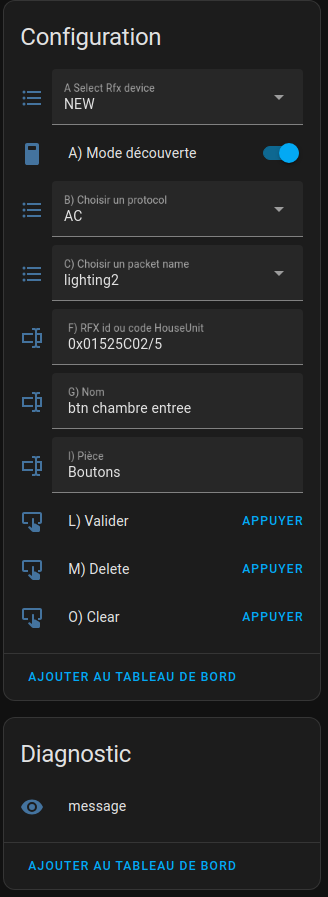 Configuration
A Select Rfx device
NEW
A) Mode découverte
B) Choisir un protocol
AC
C) Choisir un packet name
lighting2
F) RFX id ou code HouseUnit
0x01525C02/5
G) Nom
btn chambre entree
I) Pièce
Boutons
L) Valider APPUYER
M) Delete APPUYER
O) Clear APPUYER
AJOUTER AU TABLEAU DE BORD
Diagnostic
message
AJOUTER AU TABLEAU DE BORD